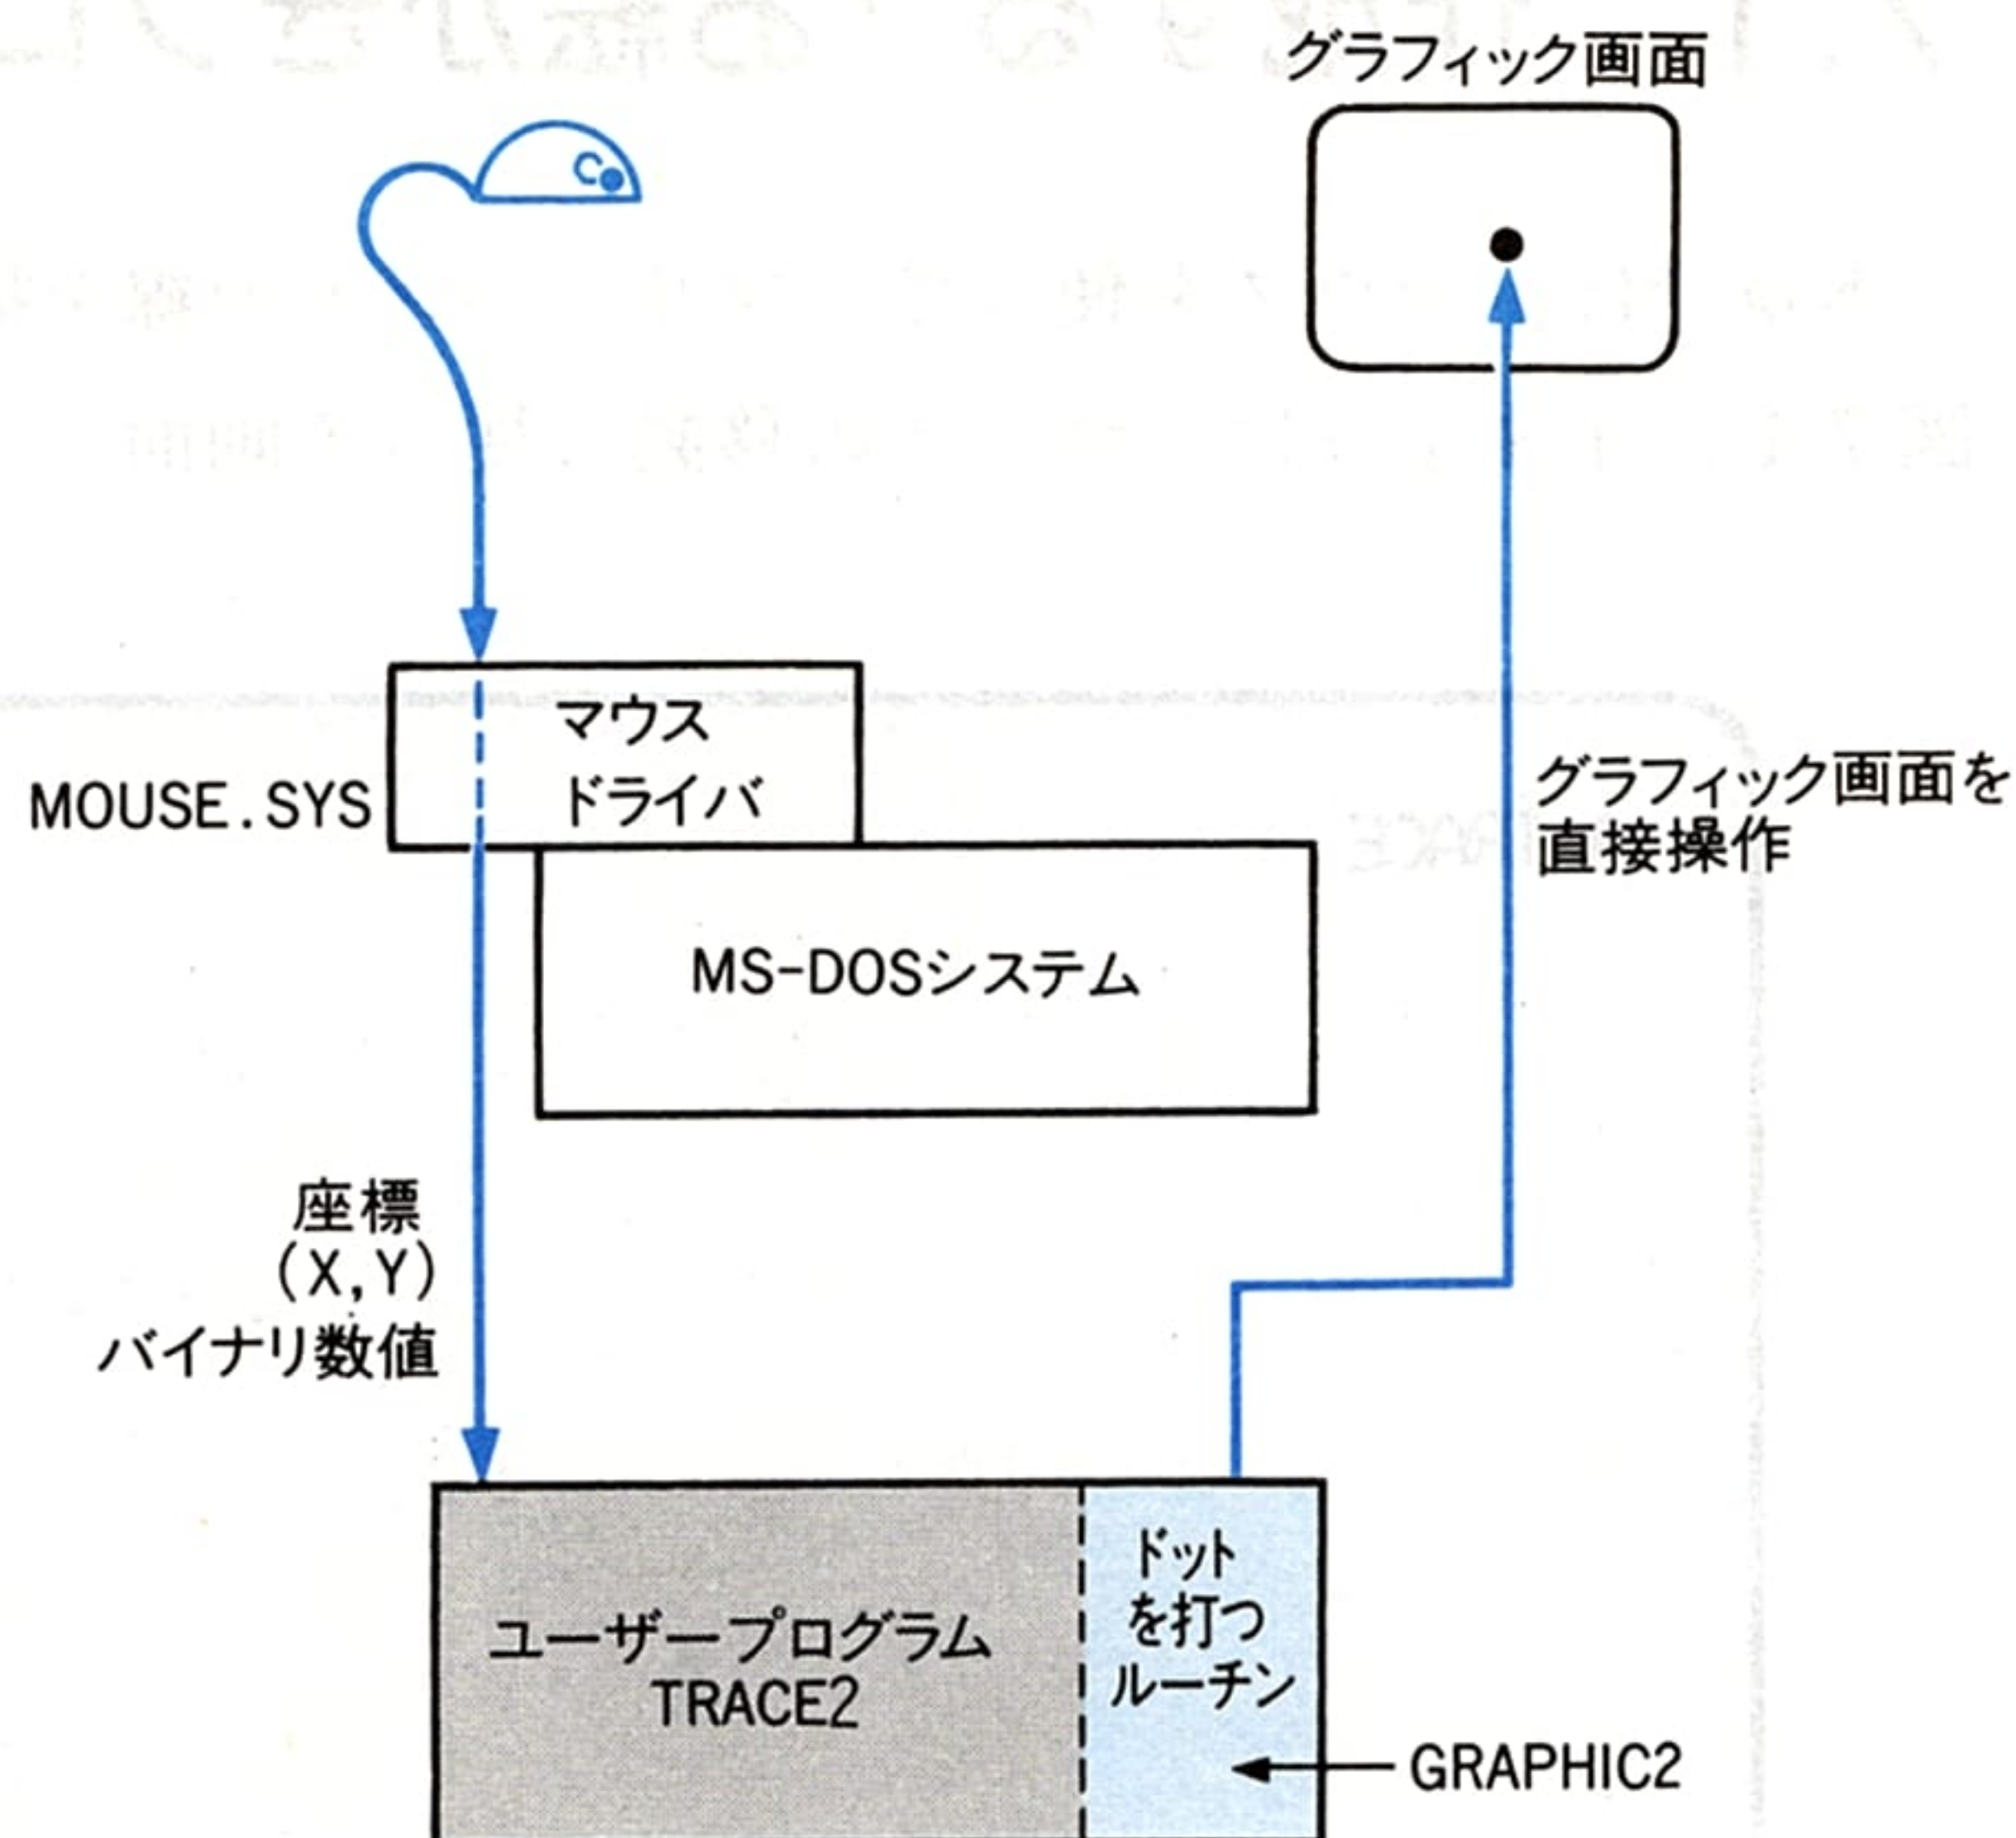 グラフィック画面
マウス
ドライバ
MOUSE.SYS
グラフィック画面を
直接操作
MS-DOSシステム
座標
(X,Y)
バイナリ数値
ユーザープログラム
TRACE2
ドット
を打つ
ルーチン
GRAPHIC2